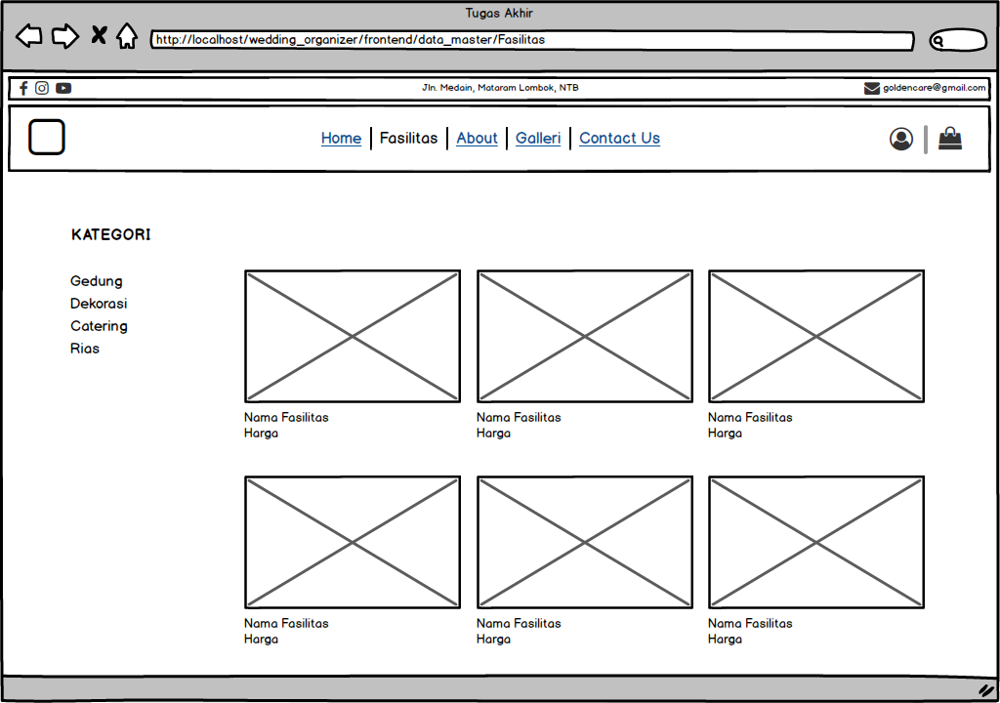 Tugas Akhir
http://localhost/wedding_organizer/frontend/data_master/Fasilitas
Jln. Medain, Mataram Lombok, NTB
goldencare@gmail.com
Home Fasilitas About Galleri Contact Us
KATEGORI
Gedung
Dekorasi
Catering
Rias
Nama Fasilitas Nama Fasilitas Nama Fasilitas
Harga Harga Harga
Nama Fasilitas Nama Fasilitas Nama Fasilitas
Harga Harga Harga